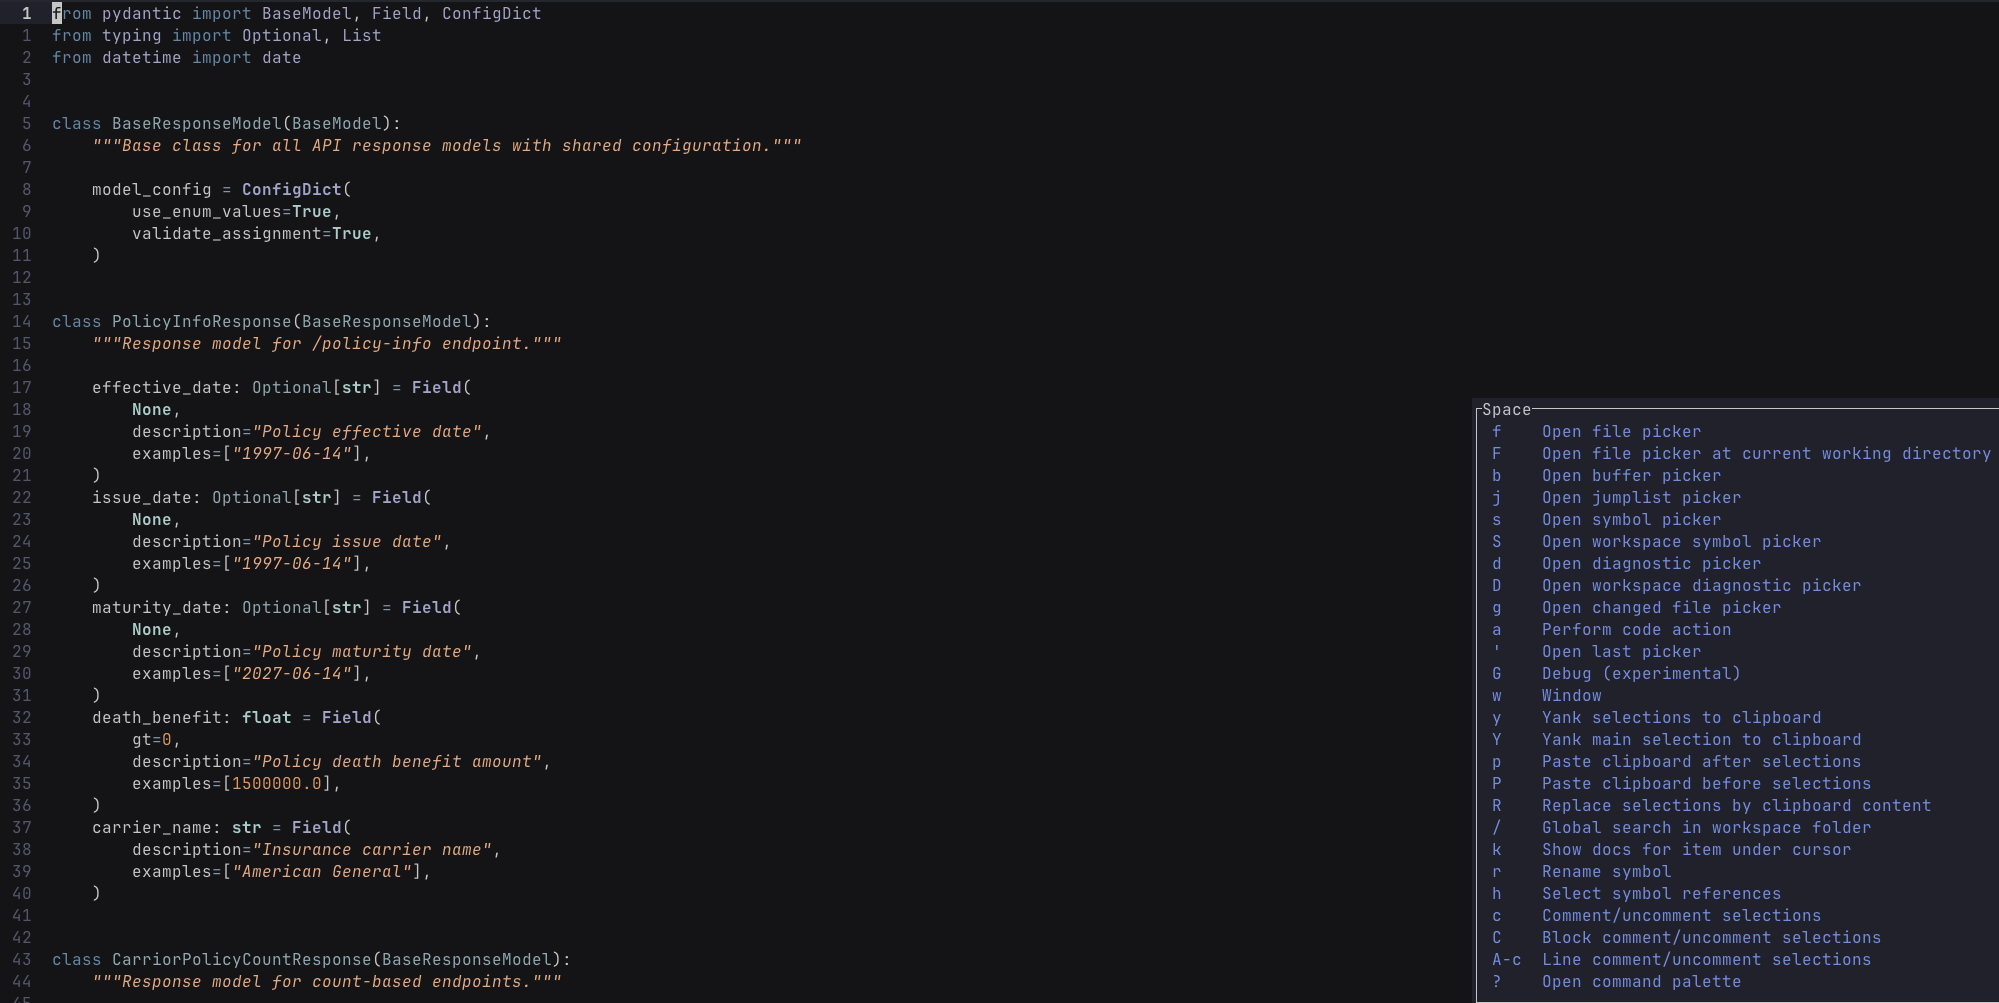 1 from pydantic import BaseModel, Field, ConfigDict
1 from typing import Optional, List
2 from datetime import date
3
4
5 class BaseResponseModel(BaseModel):
6     """Base class for all API response models with shared configuration."""
7
8     model_config = ConfigDict(
9         use_enum_values=True,
10         validate_assignment=True,
11     )
12
13
14 class PolicyInfoResponse(BaseResponseModel):
15     """Response model for /policy-info endpoint."""
16
17     effective_date: Optional[str] = Field(
18         None,
19         description="Policy effective date",
20         examples=["1997-06-14"],
21     )
22     issue_date: Optional[str] = Field(
23         None,
24         description="Policy issue date",
25         examples=["1997-06-14"],
26     )
27     maturity_date: Optional[str] = Field(
28         None,
29         description="Policy maturity date",
30         examples=["2027-06-14"],
31     )
32     death_benefit: float = Field(
33         gt=0,
34         description="Policy death benefit amount",
35         examples=[1500000.0],
36     )
37     carrier_name: str = Field(
38         description="Insurance carrier name",
39         examples=["American General"],
40     )
41
42
43 class CarriorPolicyCountResponse(BaseResponseModel):
44     """Response model for count-based endpoints."""
45
Space
f Open file picker
F Open file picker at current working directory
b Open buffer picker
j Open jumplist picker
s Open symbol picker
S Open workspace symbol picker
d Open diagnostic picker
D Open workspace diagnostic picker
g Open changed file picker
a Perform code action
' Open last picker
G Debug (experimental)
w Window
y Yank selections to clipboard
Y Yank main selection to clipboard
p Paste clipboard after selections
P Paste clipboard before selections
R Replace selections by clipboard content
/ Global search in workspace folder
k Show docs for item under cursor
r Rename symbol
h Select symbol references
c Comment/uncomment selections
C Block comment/uncomment selections
A-c Line comment/uncomment selections
? Open command palette